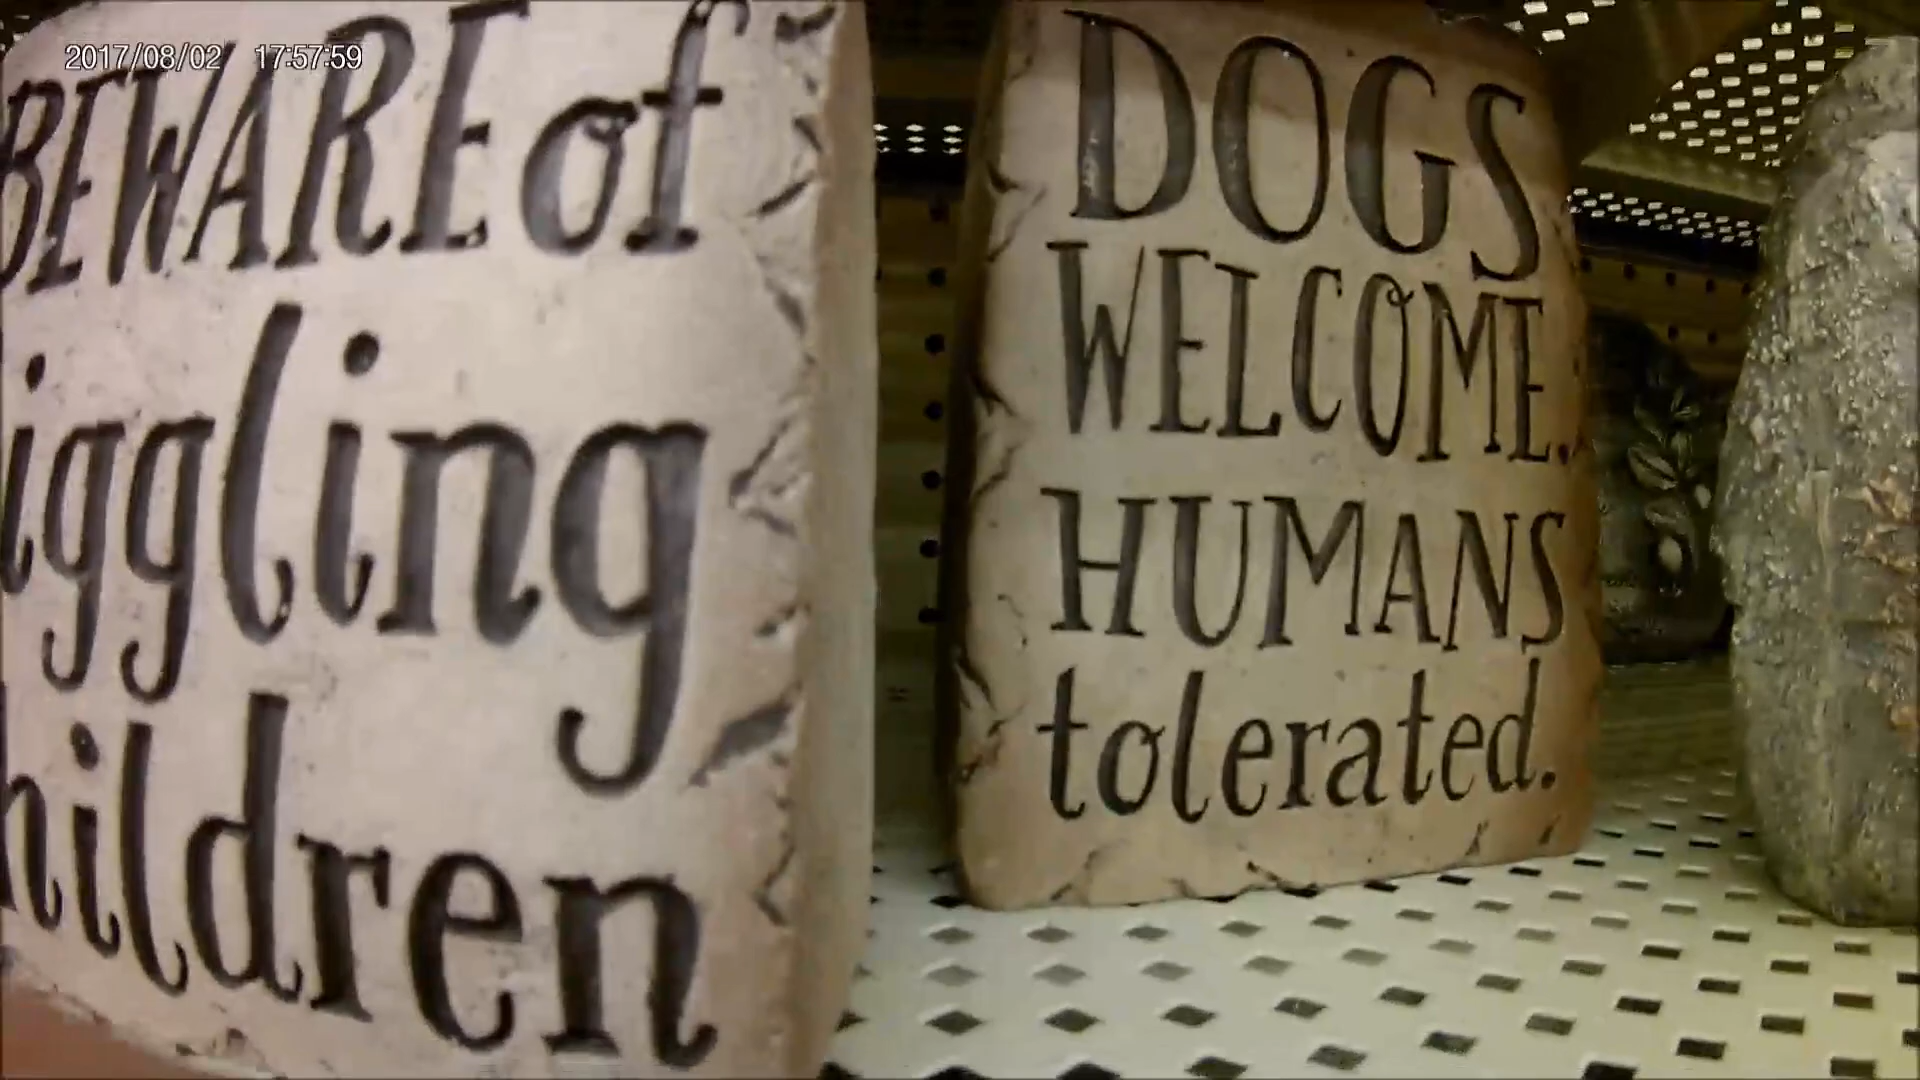 2017/08/02 17:57:59
BEWARE of
iggling
hildren
DOGS
WELCOME.
HUMANS
tolerated.